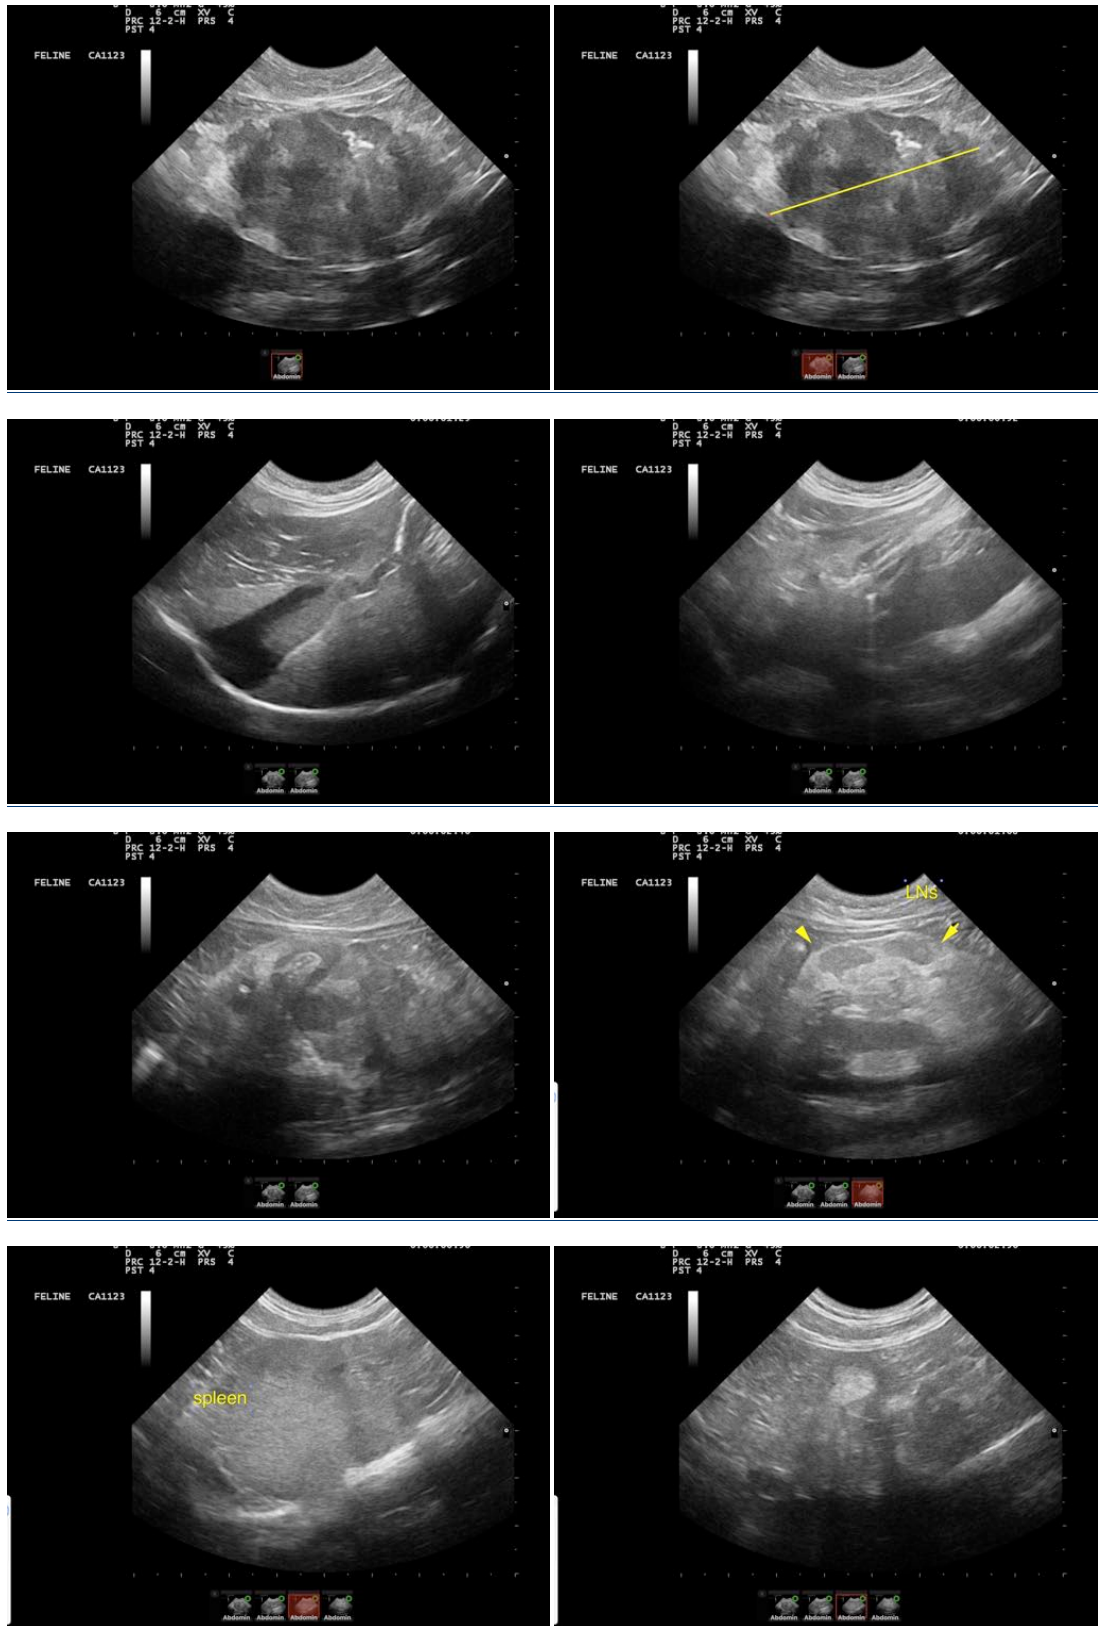 D 6 cm XV C
PRC 12-2-H PRS 4
PST 4
FELINE CA1123
Abdomin
D 6 cm XV C
PRC 12-2-H PRS 4
PST 4
FELINE CA1123
Abdomin Abdomin
D 6 cm XV C
PRC 12-2-H PRS 4
PST 4
FELINE CA1123
Abdomin Abdomin
D 6 cm XV C
PRC 12-2-H PRS 4
PST 4
FELINE CA1123
Abdomin Abdomin
D 6 cm XV C
PRC 12-2-H PRS 4
PST 4
FELINE CA1123
Abdomin Abdomin
D 6 cm XV C
PRC 12-2-H PRS 4
PST 4
FELINE CA1123
LNs
Abdomin Abdomin Abdomin
D 6 cm XV C
PRC 12-2-H PRS 4
PST 4
FELINE CA1123
spleen
Abdomin Abdomin Abdomin Abdomin
D 6 cm XV C
PRC 12-2-H PRS 4
PST 4
FELINE CA1123
Abdomin Abdomin Abdomin Abdomin